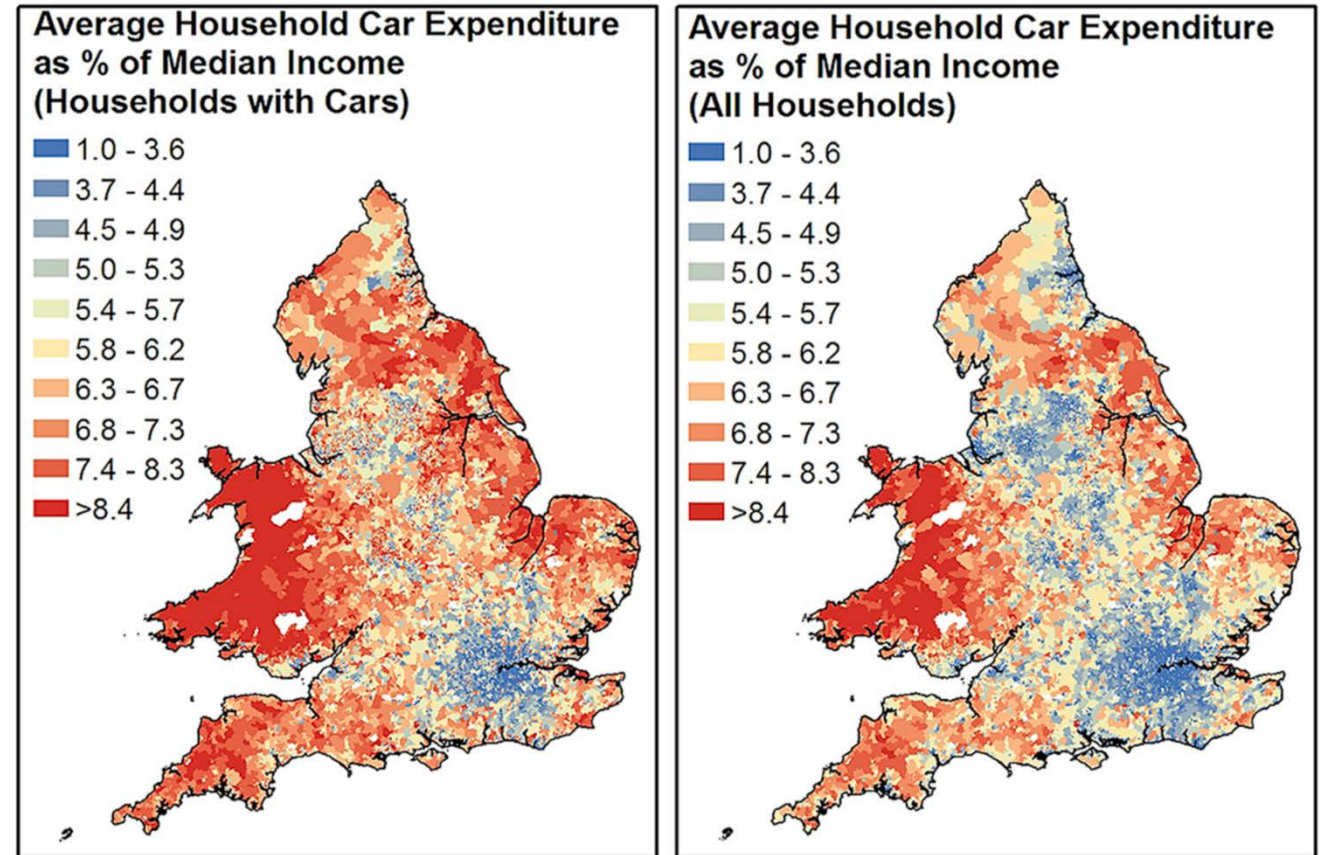 Average Household Car Expenditure
as % of Median Income
(Households with Cars)
1.0 - 3.6
3.7 - 4.4
4.5 - 4.9
5.0 - 5.3
5.4 - 5.7
5.8 - 6.2
6.3 - 6.7
6.8 - 7.3
7.4 - 8.3
>8.4
Average Household Car Expenditure
as % of Median Income
(All Households)
1.0 - 3.6
3.7 - 4.4
4.5 - 4.9
5.0 - 5.3
5.4 - 5.7
5.8 - 6.2
6.3 - 6.7
6.8 - 7.3
7.4 - 8.3
>8.4